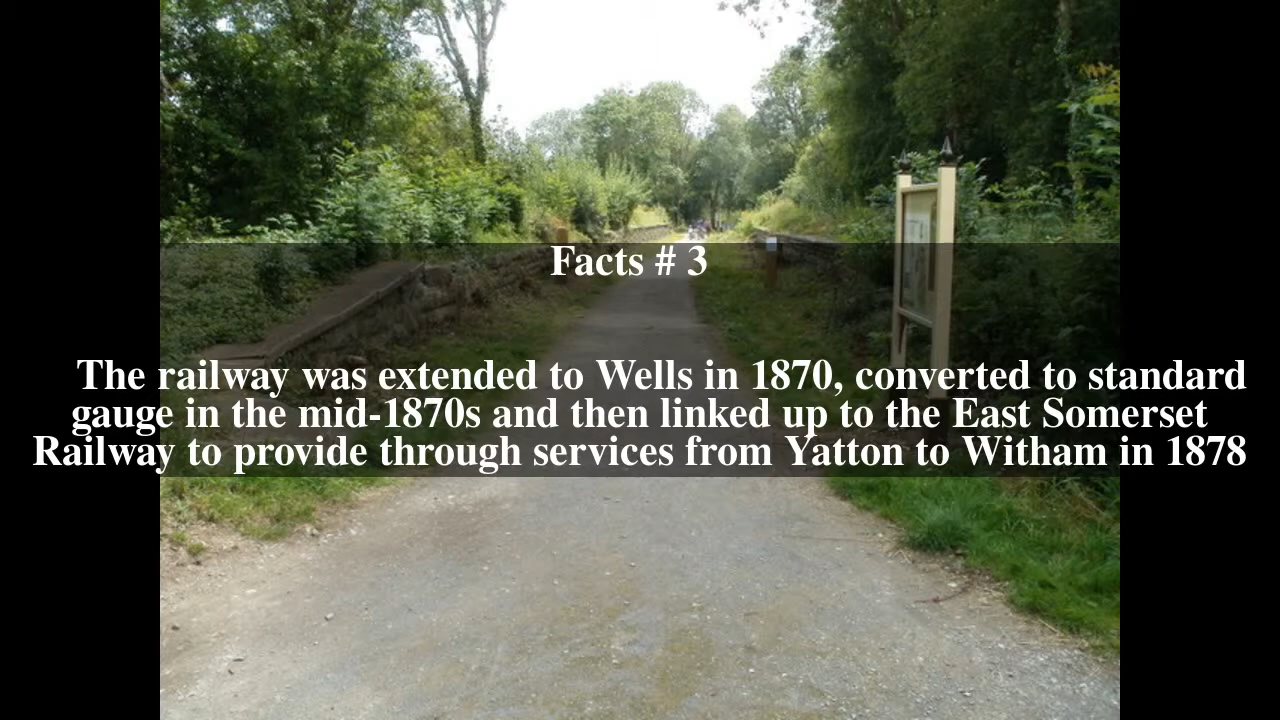 Facts # 3
The railway was extended to Wells in 1870, converted to standard
gauge in the mid-1870s and then linked up to the East Somerset
Railway to provide through services from Yatton to Witham in 1878